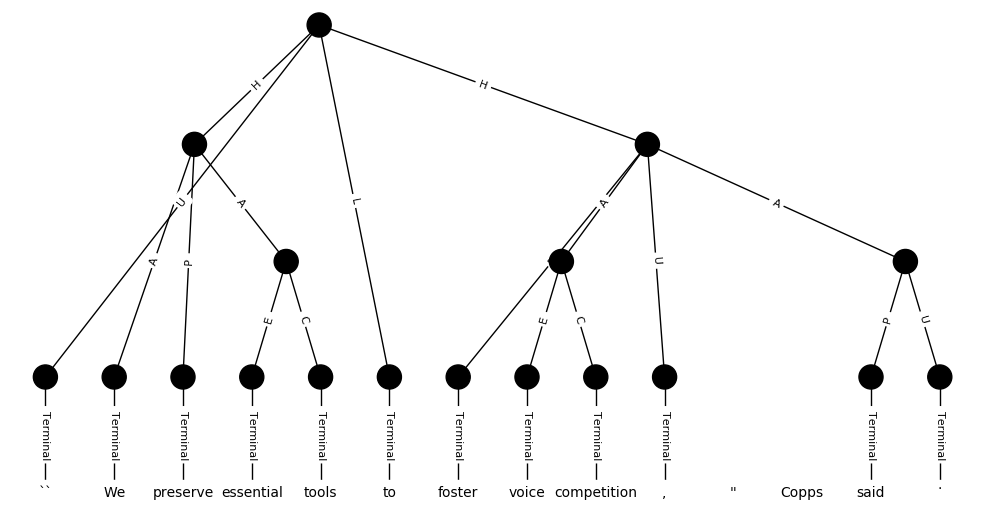 H
H
U
A
L
A
A
U
A
P
E
C
E
C
P
U
Terminal Terminal Terminal Terminal Terminal Terminal Terminal Terminal Terminal Terminal Terminal Terminal
`` We preserve essential tools to foster voice competition , " Copps said .